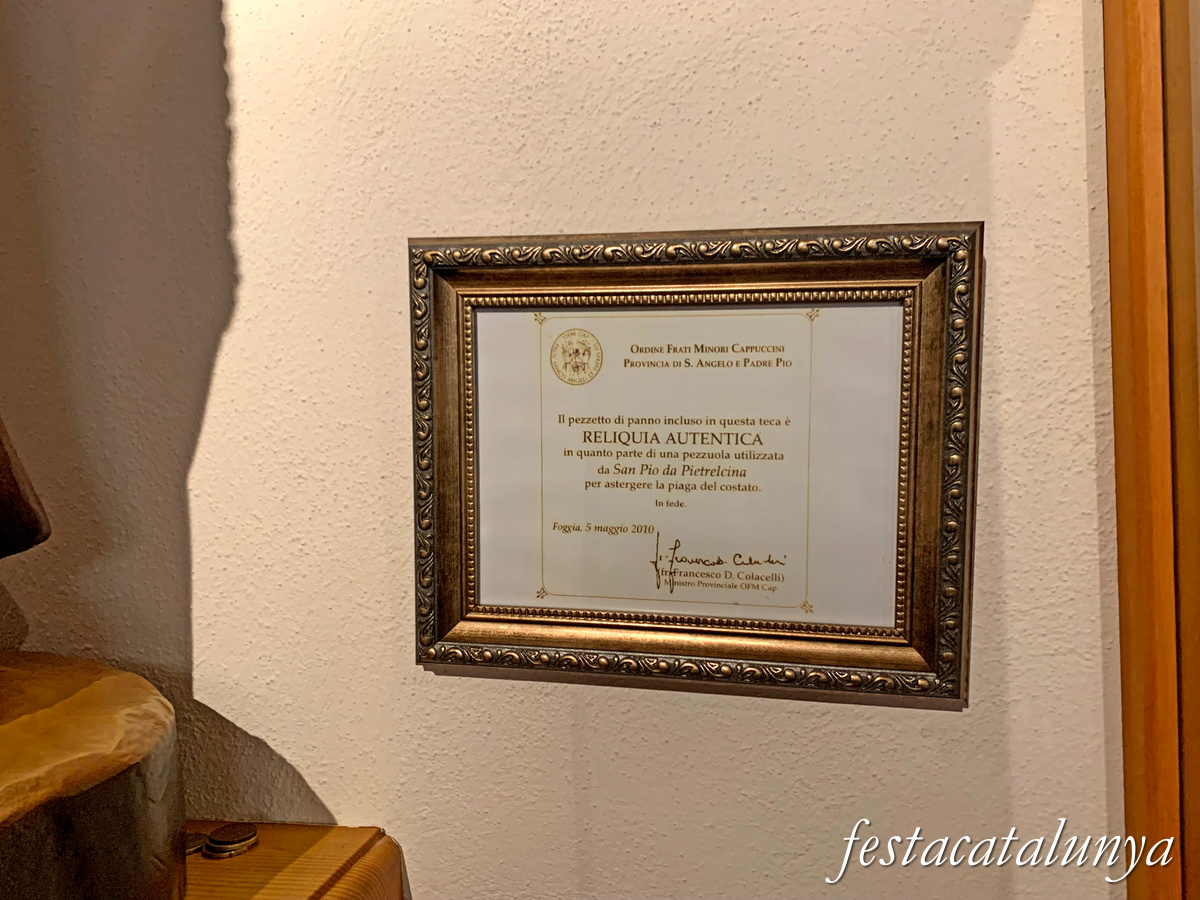 ORDINE FRATI MINORI CAPPUCCINI
PROVINCIA DI S. ANGELO E PADRE PIO
Il pezzetto di panno incluso in questa teca è
RELIQUIA AUTENTICA
in quanto parte di una pezzuola utilizzata
da San Pio da Pietrelcina
per astergere la piaga del costato.
In fede.
Foggia, 5 maggio 2010
(fr. Francesco D. Colacelli)
Ministro Provinciale OFM Cap
festacatalunya